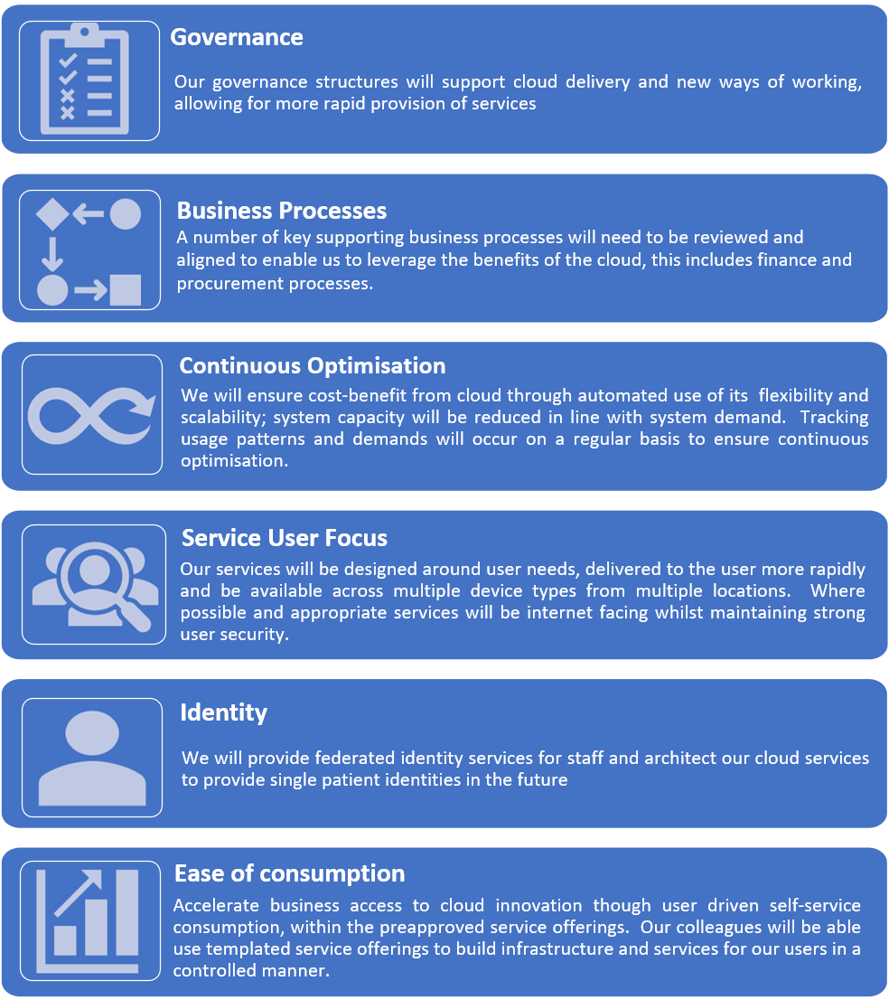 Governance
Our governance structures will support cloud delivery and new ways of working,
allowing for more rapid provision of services
Business Processes
A number of key supporting business processes will need to be reviewed and
aligned to enable us to leverage the benefits of the cloud, this includes finance and
procurement processes.
Continuous Optimisation
We will ensure cost-benefit from cloud through automated use of its  flexibility and
scalability; system capacity will be reduced in line with system demand.  Tracking
usage patterns and demands will occur on a regular basis to ensure continuous
optimisation.
Service User Focus
Our services will be designed around user needs, delivered to the user more rapidly
and be available across multiple device types from multiple locations.  Where
possible and appropriate services will be internet facing whilst maintaining strong
user security.
Identity
We will provide federated identity services for staff and architect our cloud services
to provide single patient identities in the future
Ease of consumption
Accelerate business access to cloud innovation though user driven self-service
consumption, within the preapproved service offerings.  Our colleagues will be able
use templated service offerings to build infrastructure and services for our users in a
controlled manner.